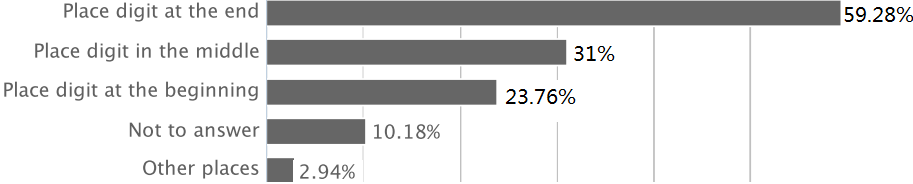 Place digit at the end 59.28%
Place digit in the middle 31%
Place digit at the beginning 23.76%
Not to answer 10.18%
Other places 2.94%